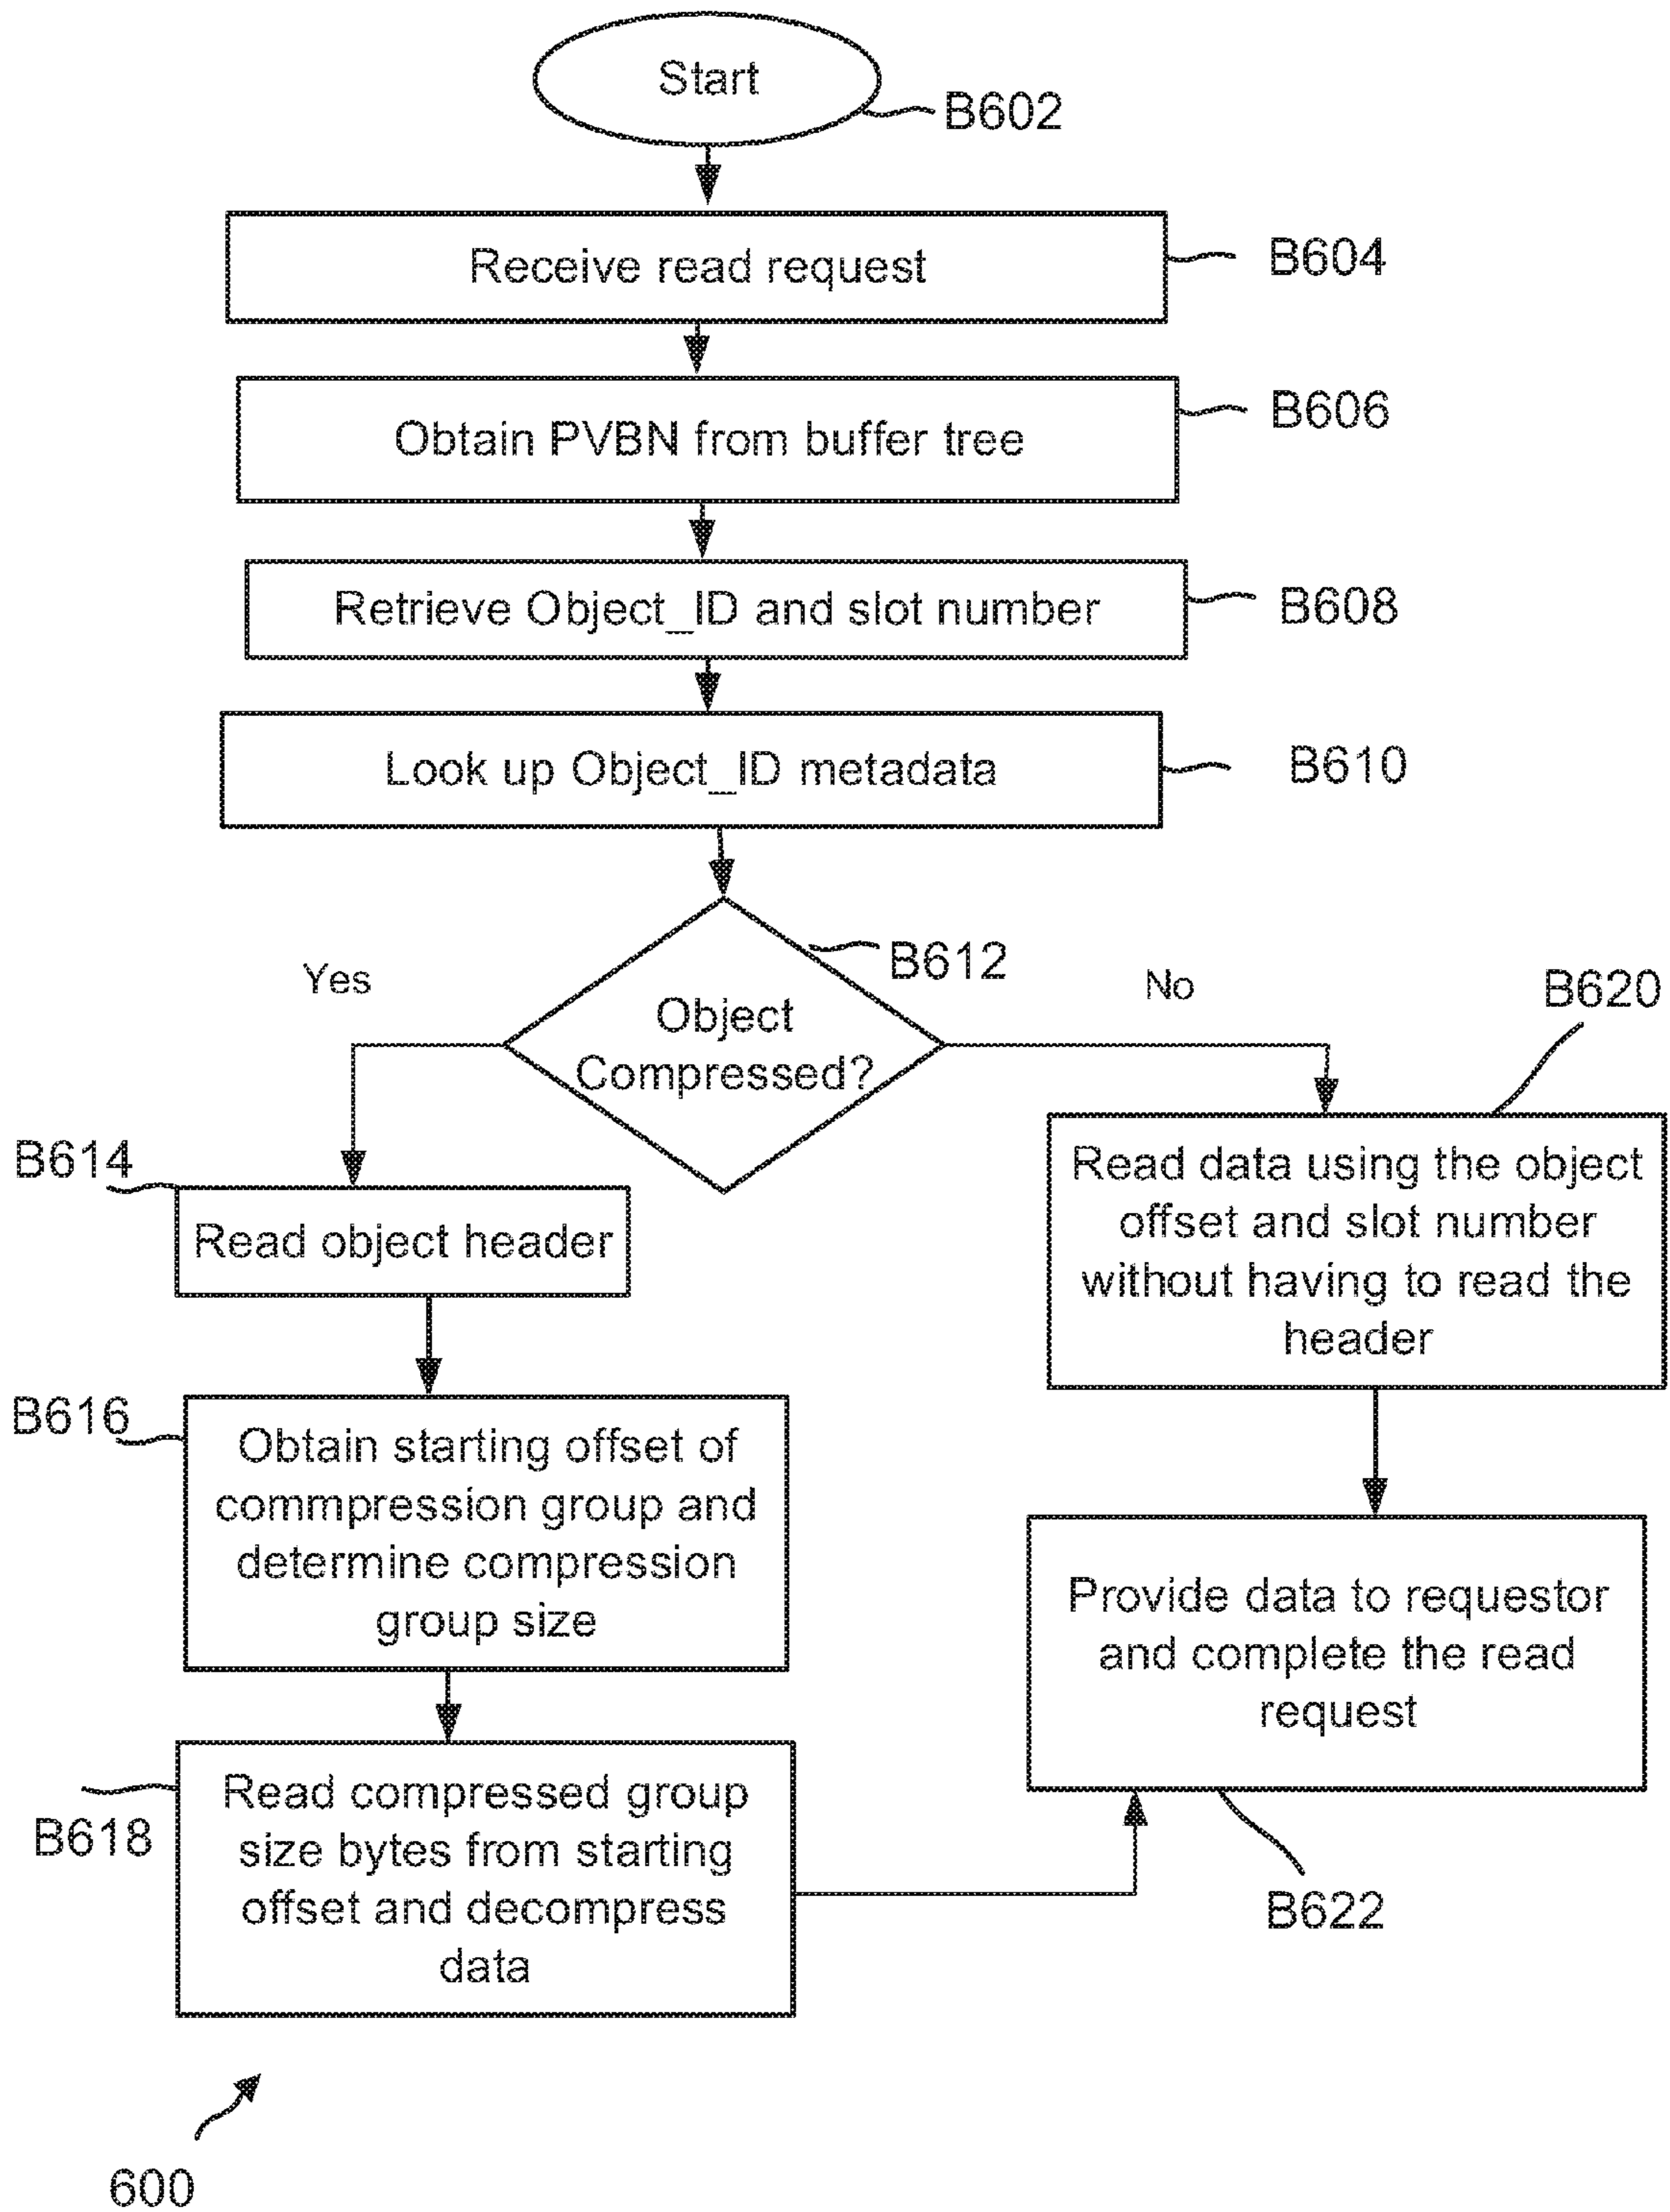 Start
B602
Receive read request
B604
Obtain PVBN from buffer tree
B606
Retrieve Object_ID and slot number
B608
Look up Object_ID metadata
B610
B612
Yes
No
Object
Compressed?
B620
B614
Read object header
Read data using the object
offset and slot number
without having to read the
header
B616
Obtain starting offset of
commpression group and
determine compression
group size
Provide data to requestor
and complete the read
request
B618
Read compressed group
size bytes from starting
offset and decompress
data
B622
600